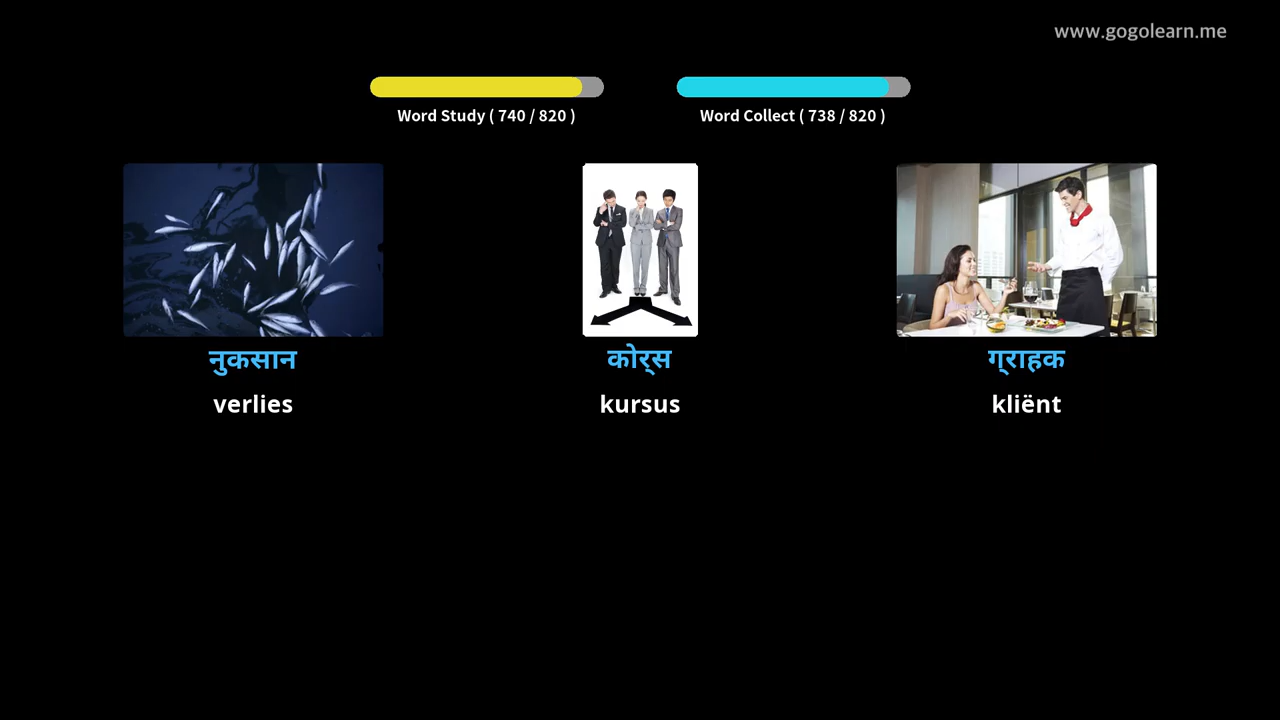 www.gogolearn.me
Word Study ( 740 / 820 )
Word Collect ( 738 / 820 )
नुकसान
कोर्स
ग्राहक
verlies
kursus
kliënt